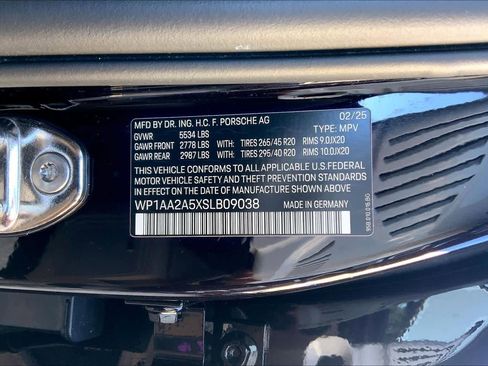 MFD BY DR. ING. H.C. F. PORSCHE AG 02/25
GVWR 5534 LBS TYPE: MPV
GAWR FRONT 2778 LBS WITH TIRES 265/45 R20 RIMS 9.0JX20
GAWR REAR 2987 LBS WITH TIRES 295/40 R20 RIMS 10.0JX20
THIS VEHICLE CONFORMS TO ALL APPLICABLE U.S.FEDERAL
MOTOR VEHICLE SAFETY, BUMPER AND THEFT PREVENTION
STANDARDS IN EFFECT ON THE DATE OF MANUFACTURE SHOWN
ABOVE.
WP1AA2A5XSLB09038 MADE IN GERMANY